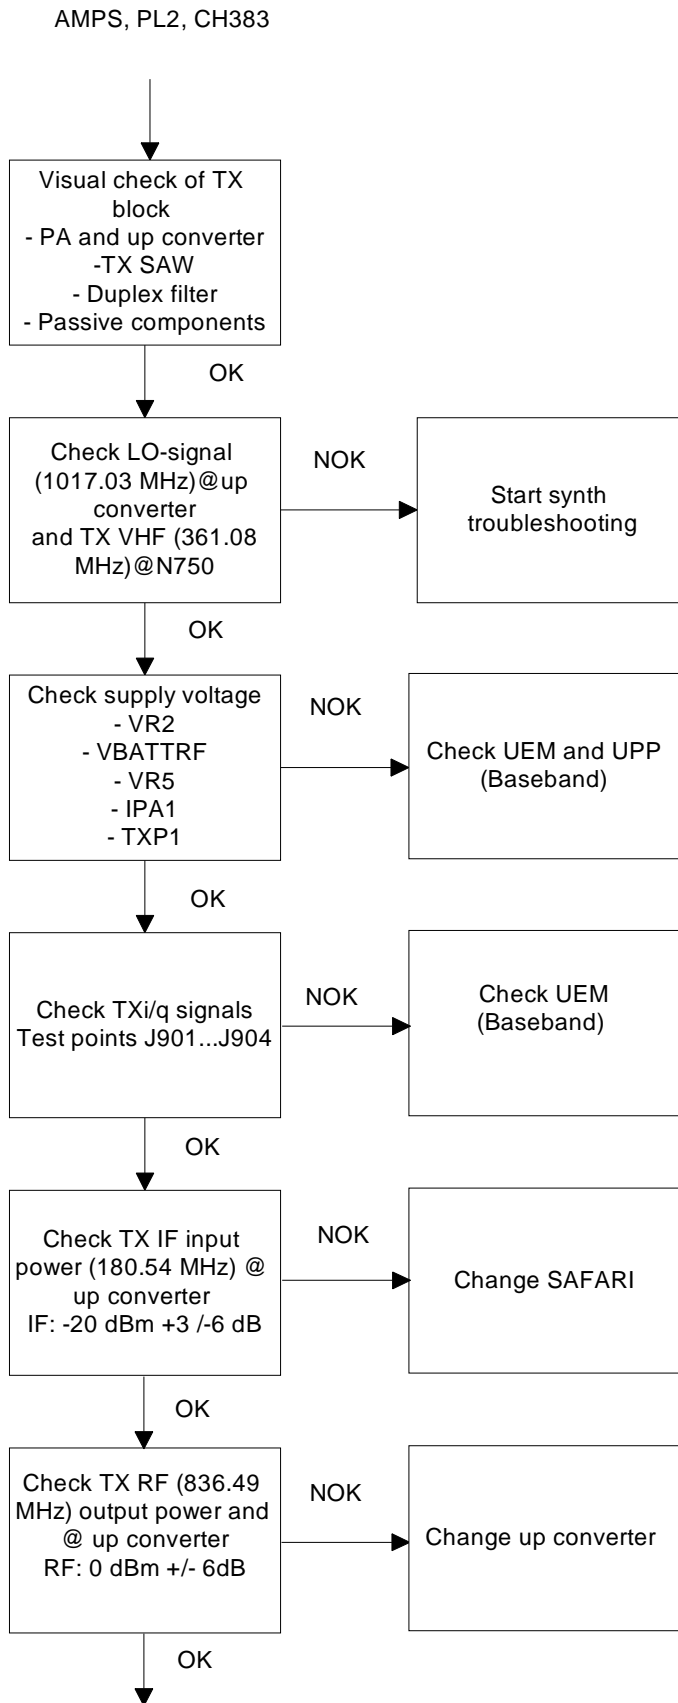 AMPS, PL2, CH383
Visual check of TX
block
- PA and up converter
-TX SAW
- Duplex filter
- Passive components
OK
Check LO-signal
(1017.03 MHz)@up
converter
and TX VHF (361.08
MHz)@N750
NOK
Start synth
troubleshooting
OK
Check supply voltage
- VR2
- VBATTRF
- VR5
- IPA1
- TXP1
NOK
Check UEM and UPP
(Baseband)
OK
Check TXi/q signals
Test points J901...J904
NOK
Check UEM
(Baseband)
OK
Check TX IF input
power (180.54 MHz) @
up converter
IF: -20 dBm +3 /-6 dB
NOK
Change SAFARI
OK
Check TX RF (836.49
MHz) output power and
@ up converter
RF: 0 dBm +/- 6dB
NOK
Change up converter
OK